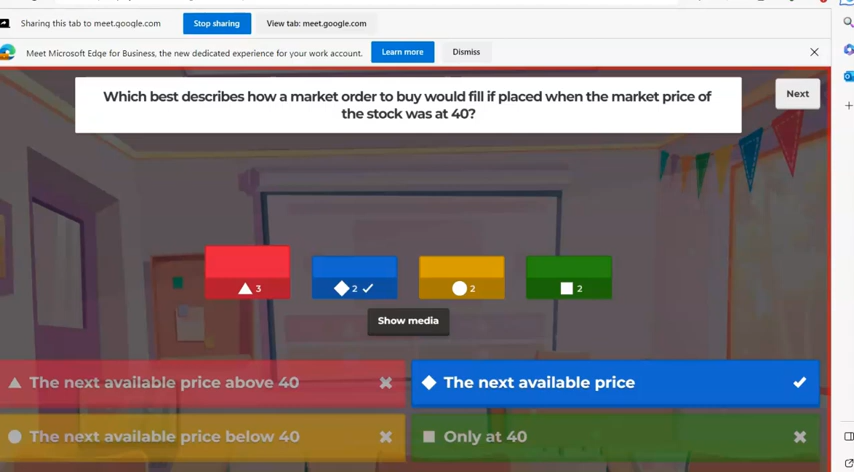 Sharing this tab to meet.google.com
Stop sharing
View tab: meet.google.com
Meet Microsoft Edge for Business, the new dedicated experience for your work account.
Learn more
Dismiss
Which best describes how a market order to buy would fill if placed when the market price of
the stock was at 40?
Next
3
2
2
2
Show media
The next available price above 40
The next available price
The next available price below 40
Only at 40